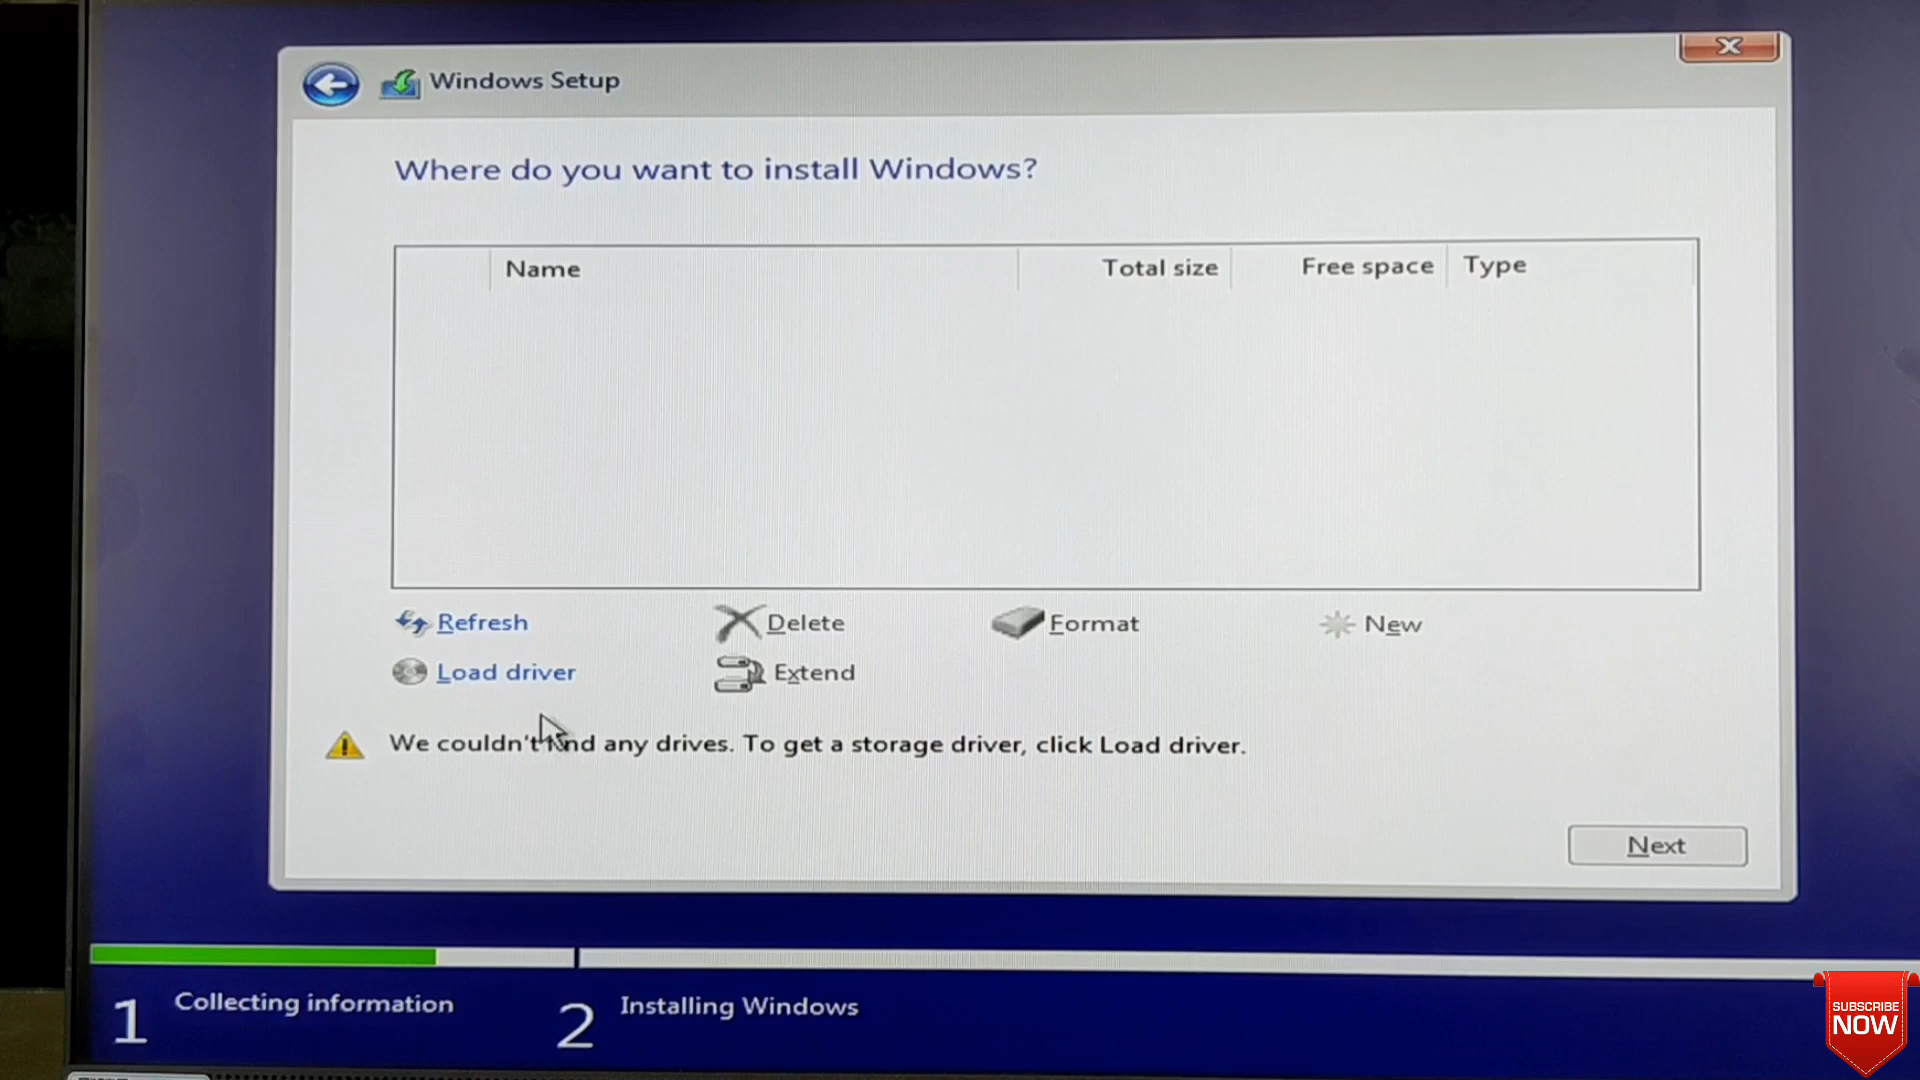 Windows Setup
Where do you want to install Windows?
Name Total size Free space Type
Refresh Delete Format New
Load driver Extend
We couldn't find any drives. To get a storage driver, click Load driver.
Next
1 Collecting information 2 Installing Windows
SUBSCRIBE
NOW